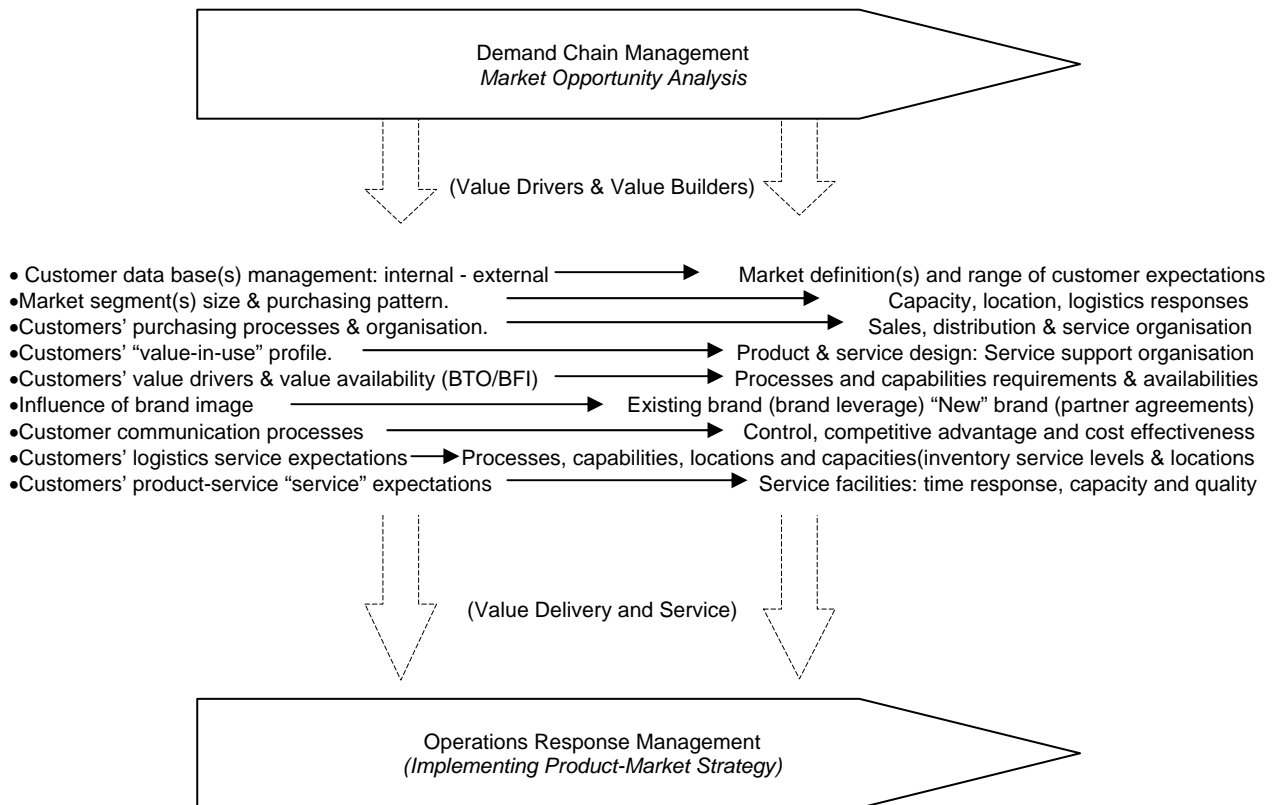 Demand Chain Management
Market Opportunity Analysis
(Value Drivers & Value Builders)
• Customer data base(s) management: internal - external Market definition(s) and range of customer expectations
•Market segment(s) size & purchasing pattern. Capacity, location, logistics responses
•Customers’ purchasing processes & organisation. Sales, distribution & service organisation
•Customers’ “value-in-use” profile. Product & service design: Service support organisation
•Customers’ value drivers & value availability (BTO/BFI) Processes and capabilities requirements & availabilities
•Influence of brand image Existing brand (brand leverage) “New” brand (partner agreements)
•Customer communication processes Control, competitive advantage and cost effectiveness
•Customers’ logistics service expectations Processes, capabilities, locations and capacities(inventory service levels & locations
•Customers’ product-service “service” expectations Service facilities: time response, capacity and quality
(Value Delivery and Service)
Operations Response Management
(Implementing Product-Market Strategy)